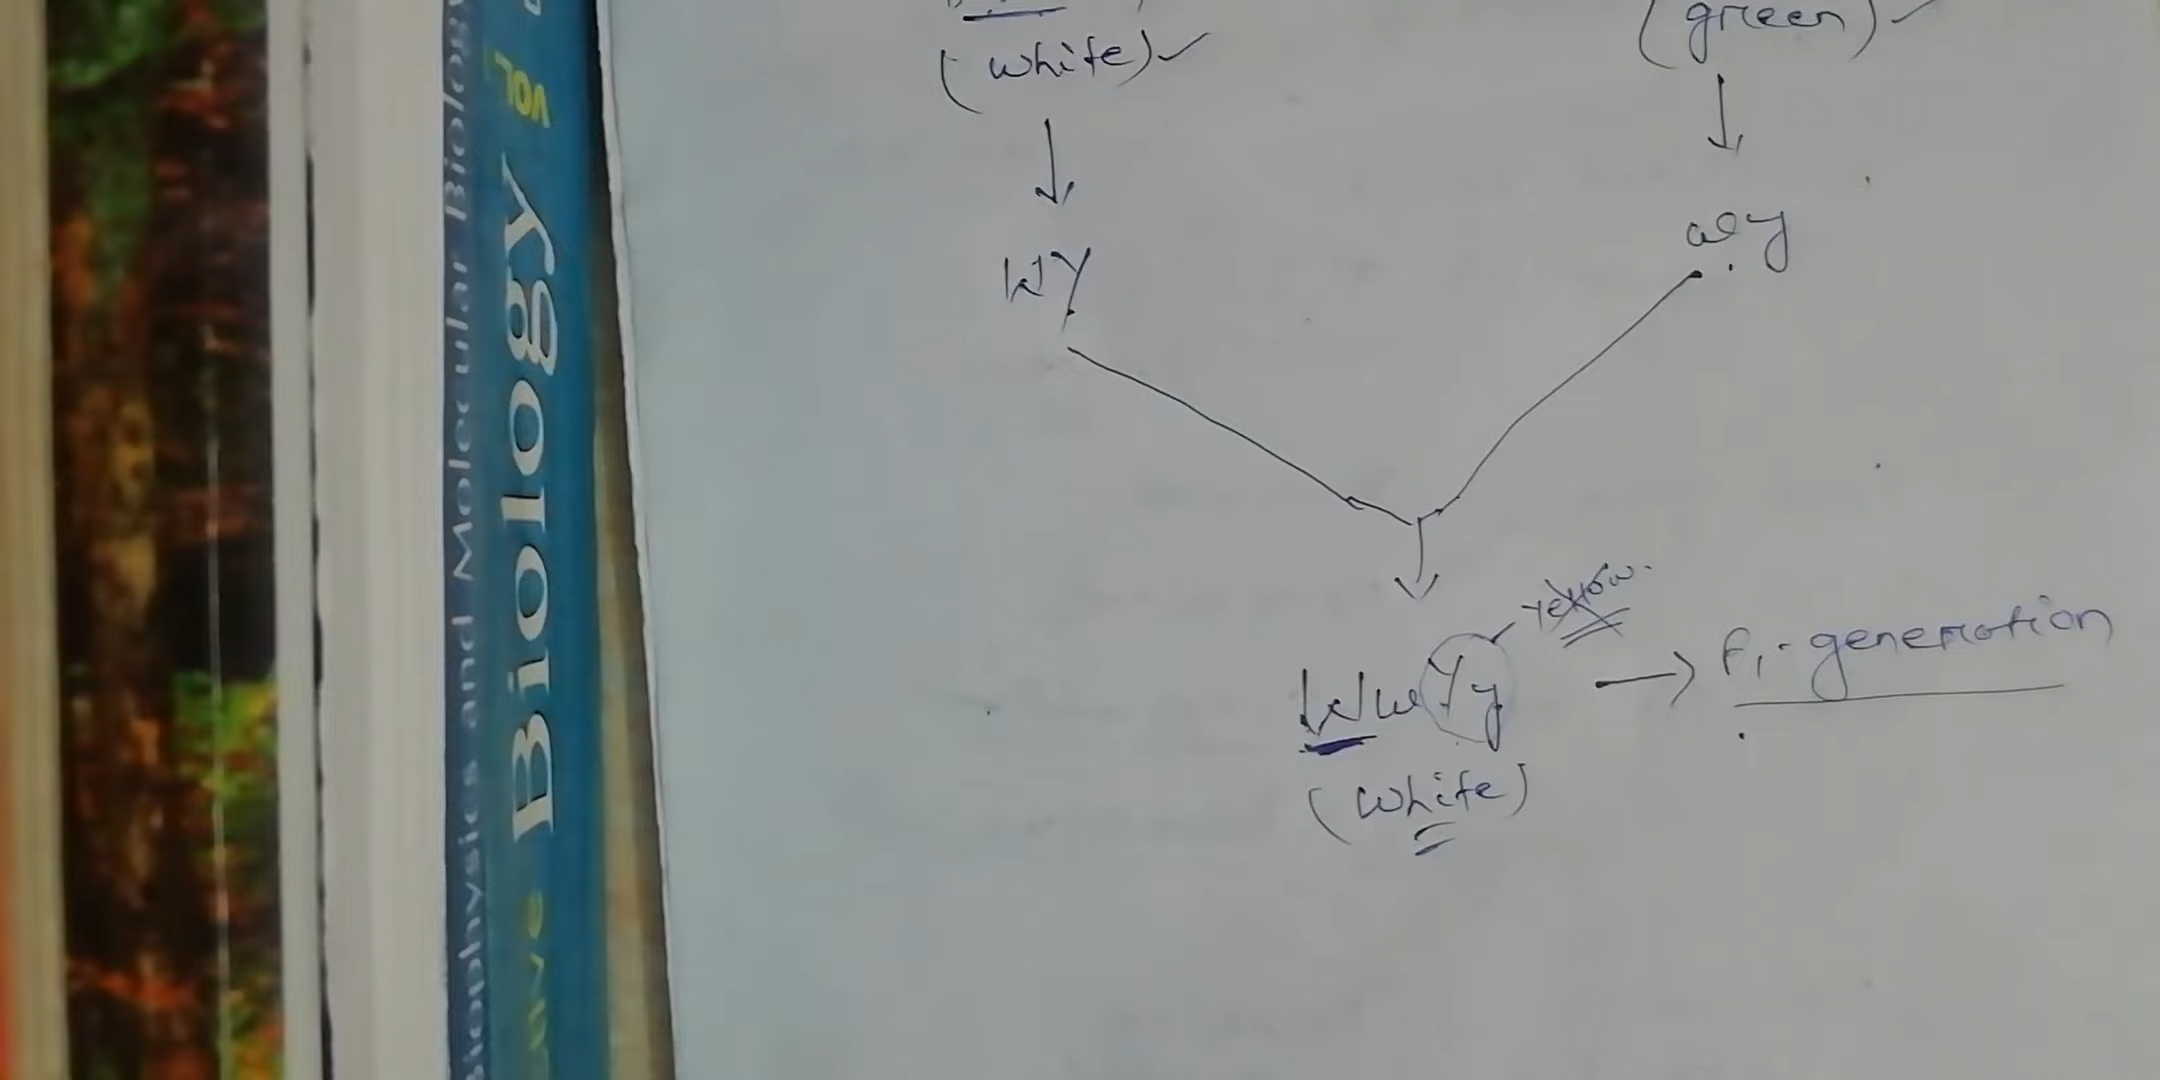 (white)✓
(green)✓
WY
wy
yellow.
WwYy → F₁-generation
(white)
Biology
VOL
Biophysics and Molecular Biology